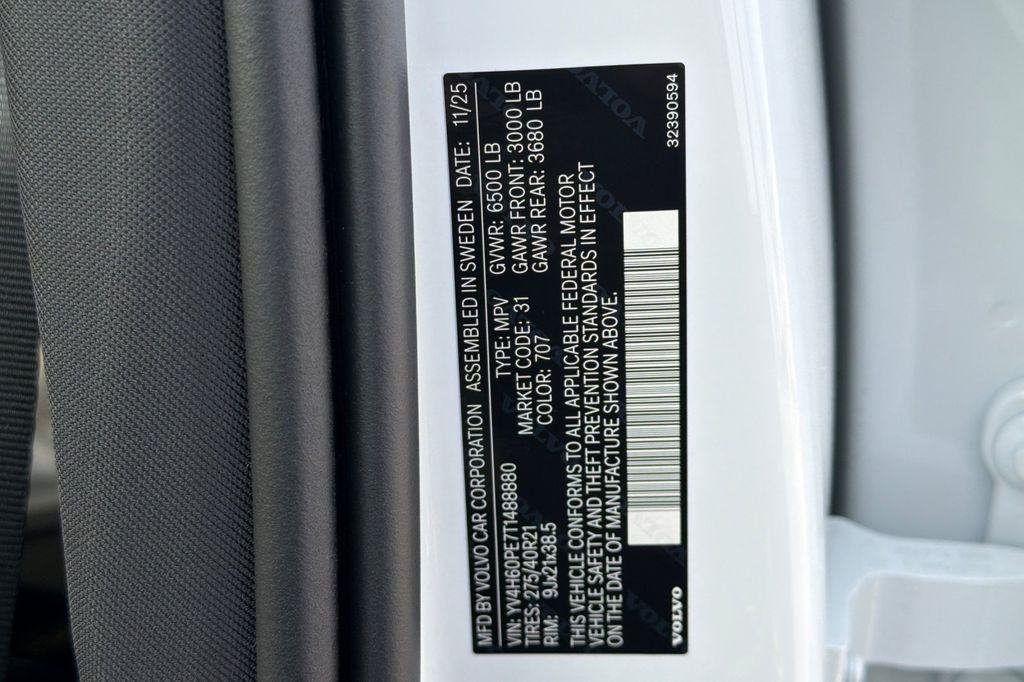 MFD BY VOLVO CAR CORPORATION ASSEMBLED IN SWEDEN DATE: 11/25
VIN: YV4H60PE7T1488880 TYPE: MPV GVWR: 6500 LB
TIRES: 275/40R21 MARKET CODE: 31 GAWR FRONT: 3000 LB
RIM: 9Jx21x38.5 COLOR: 707 GAWR REAR: 3680 LB
THIS VEHICLE CONFORMS TO ALL APPLICABLE FEDERAL MOTOR
VEHICLE SAFETY AND THEFT PREVENTION STANDARDS IN EFFECT
ON THE DATE OF MANUFACTURE SHOWN ABOVE.
VOLVO
32390594